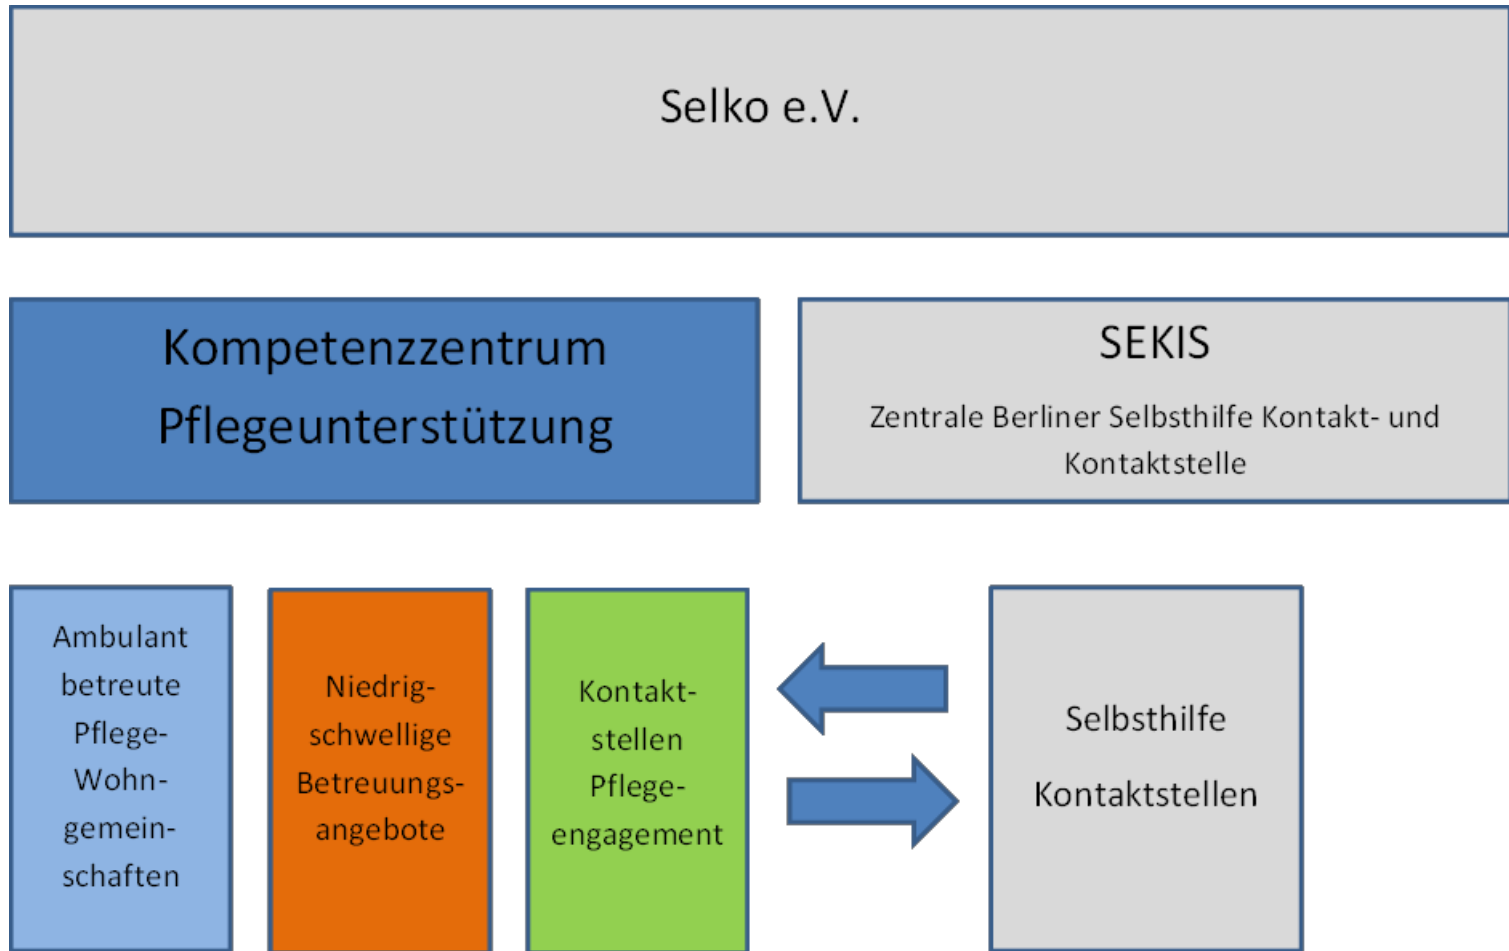 Selko e.V.
Kompetenzzentrum
Pflegeunterstützung
SEKIS
Zentrale Berliner Selbsthilfe Kontakt- und
Kontaktstelle
Ambulant
betreute
Pflege-
Wohn-
gemein-
schaften
Niedrig-
schwellige
Betreuungs-
angebote
Kontakt-
stellen
Pflege-
engagement
Selbsthilfe
Kontaktstellen